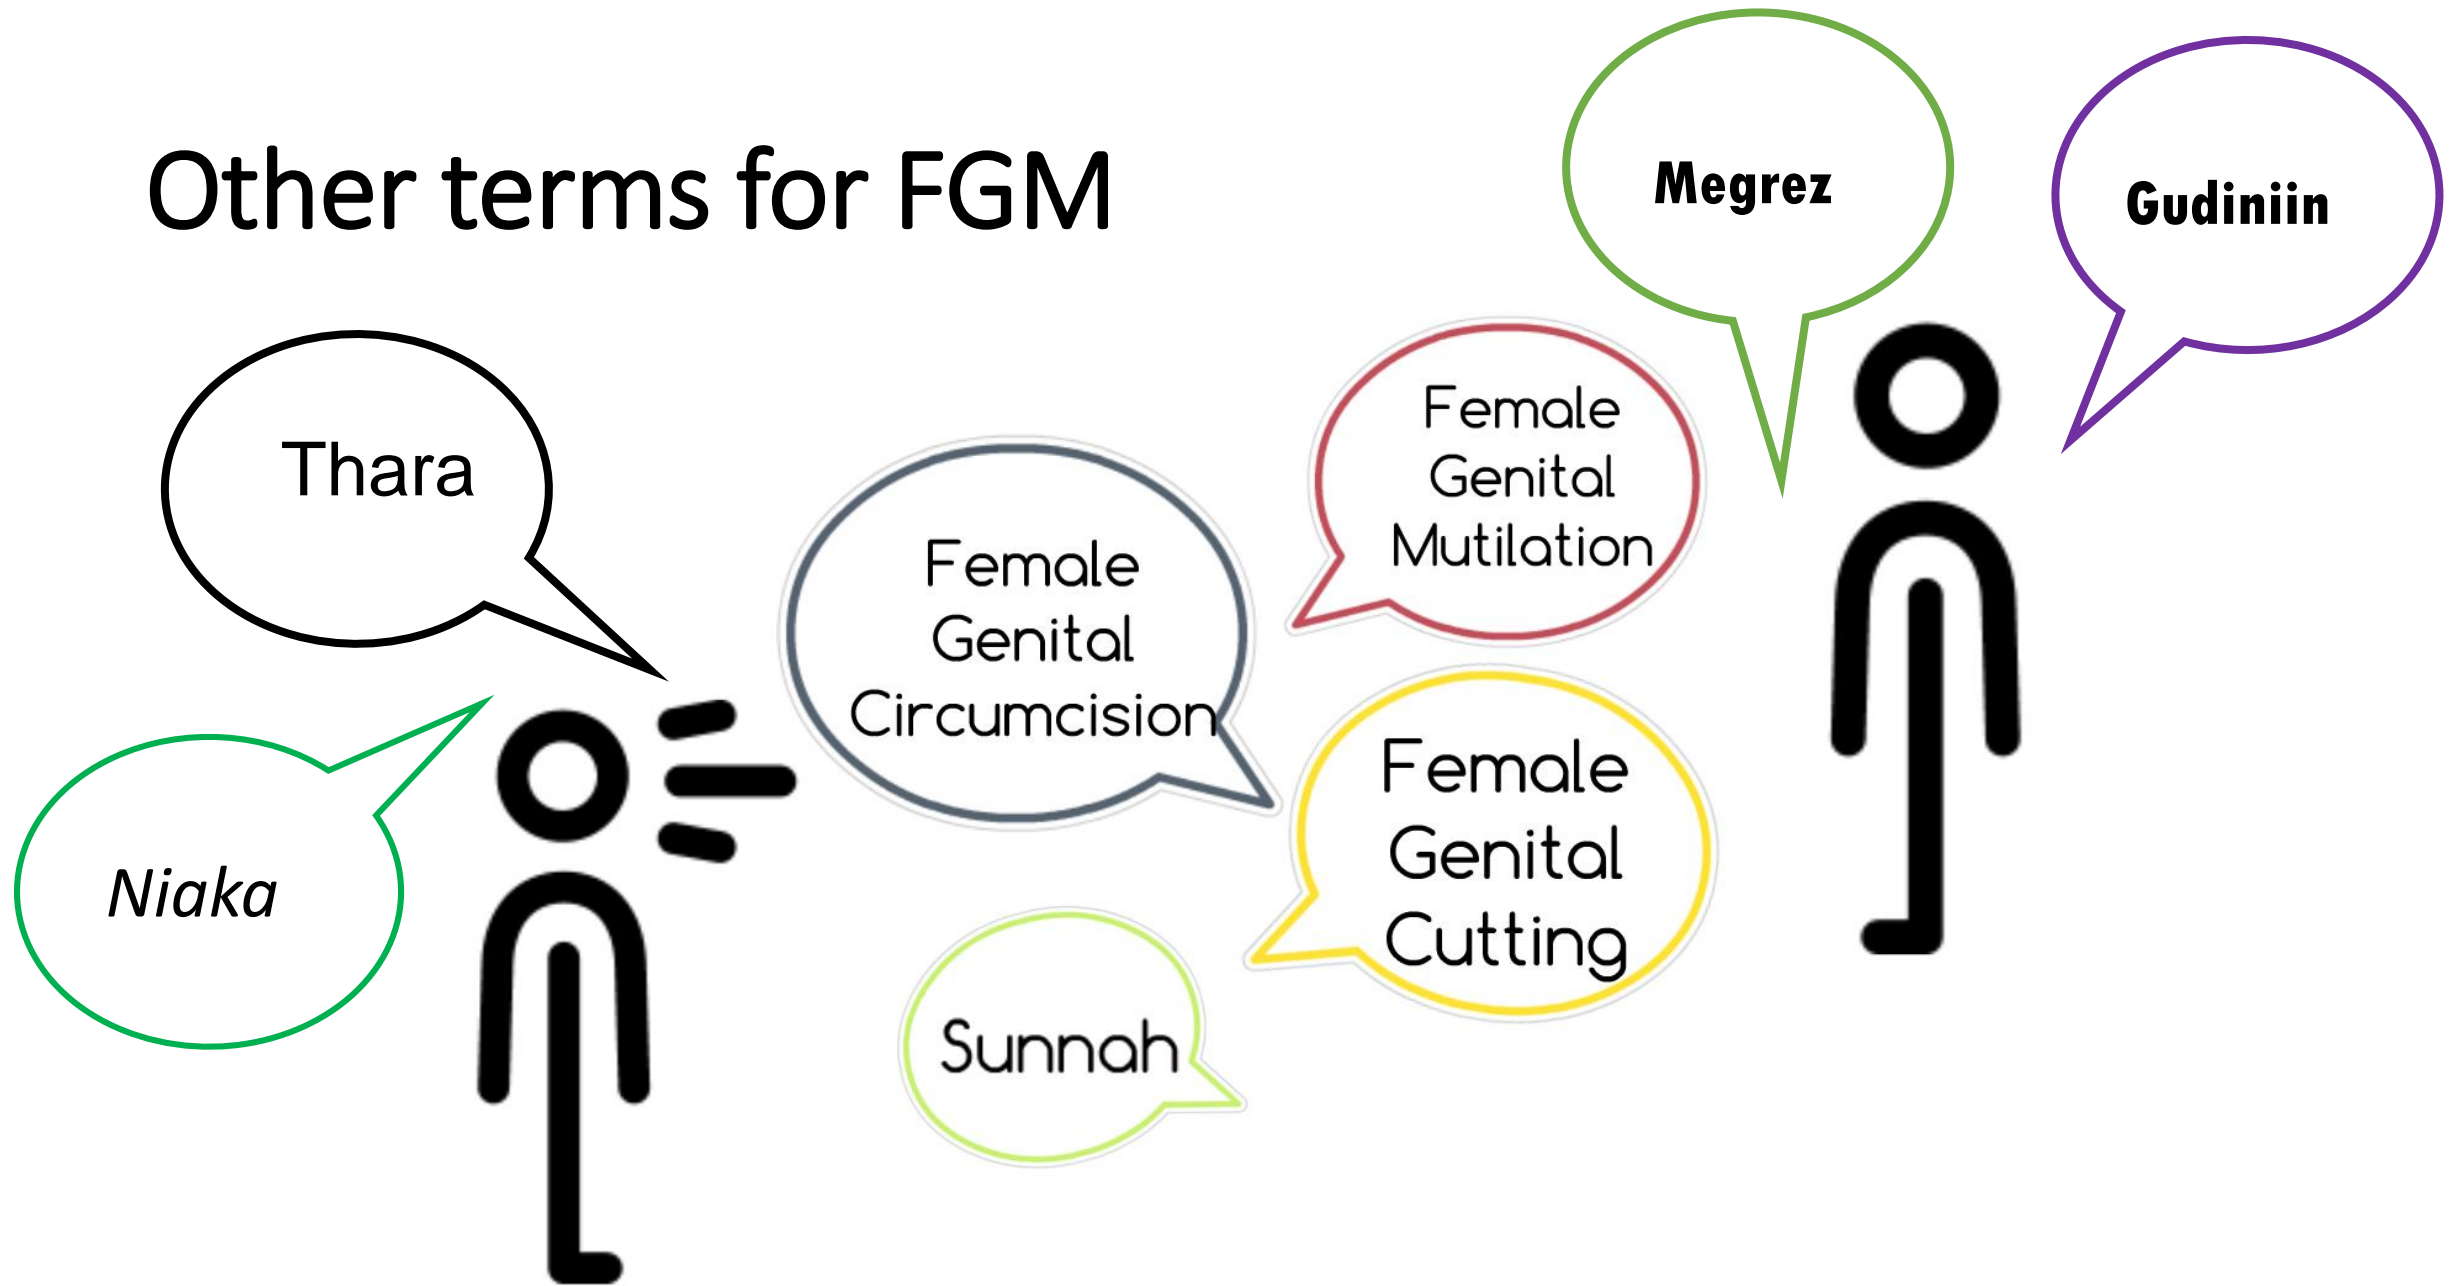 Other terms for FGM
Megrez
Gudiniin
Thara
Female
Genital
Mutilation
Female
Genital
Circumcision
Female
Genital
Cutting
Niaka
Sunnah